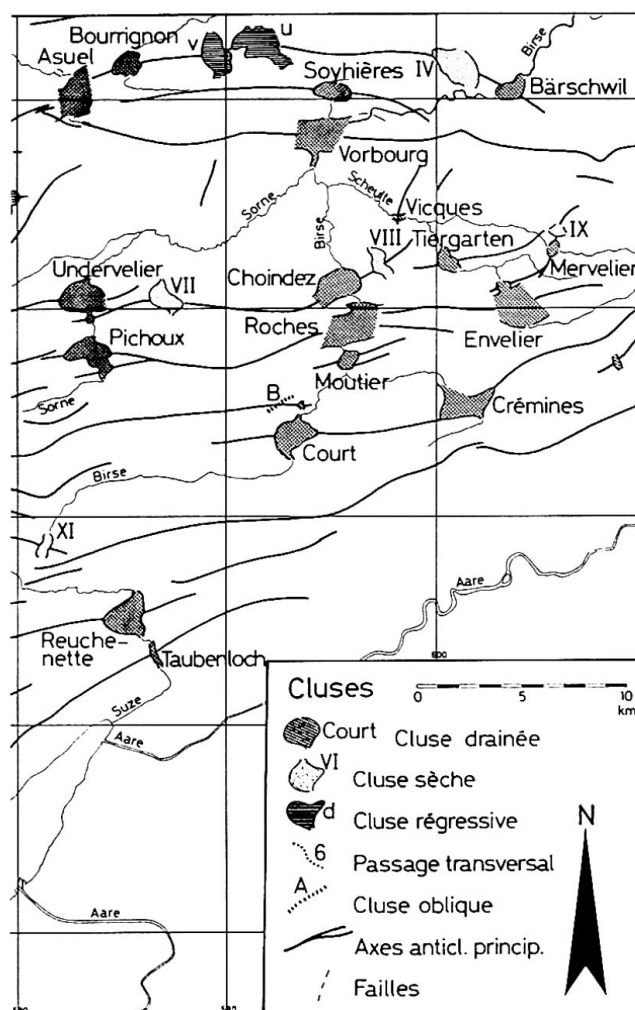 Bourrignon
Asuel
v
u
Soyhières
IV
Birse
Bärschwil
Vorbourg
Sorne
Scheulte
Birse
Vicques
VIII
Tiergarten
IX
Undervelier
VII
Choindez
Mervelier
Roches
Envelier
Pichoux
Moutier
Sorne
B
Crémines
Court
Birse
XI
Aare
Reuche-
nette
Taubenloch
600
Suze
Aare
Aare
Cluses
0 5 10
km
Court Cluse drainée
VI Cluse sèche
d Cluse régressive
6 Passage transversal
A Cluse oblique
Axes anticl. princip.
Failles
N